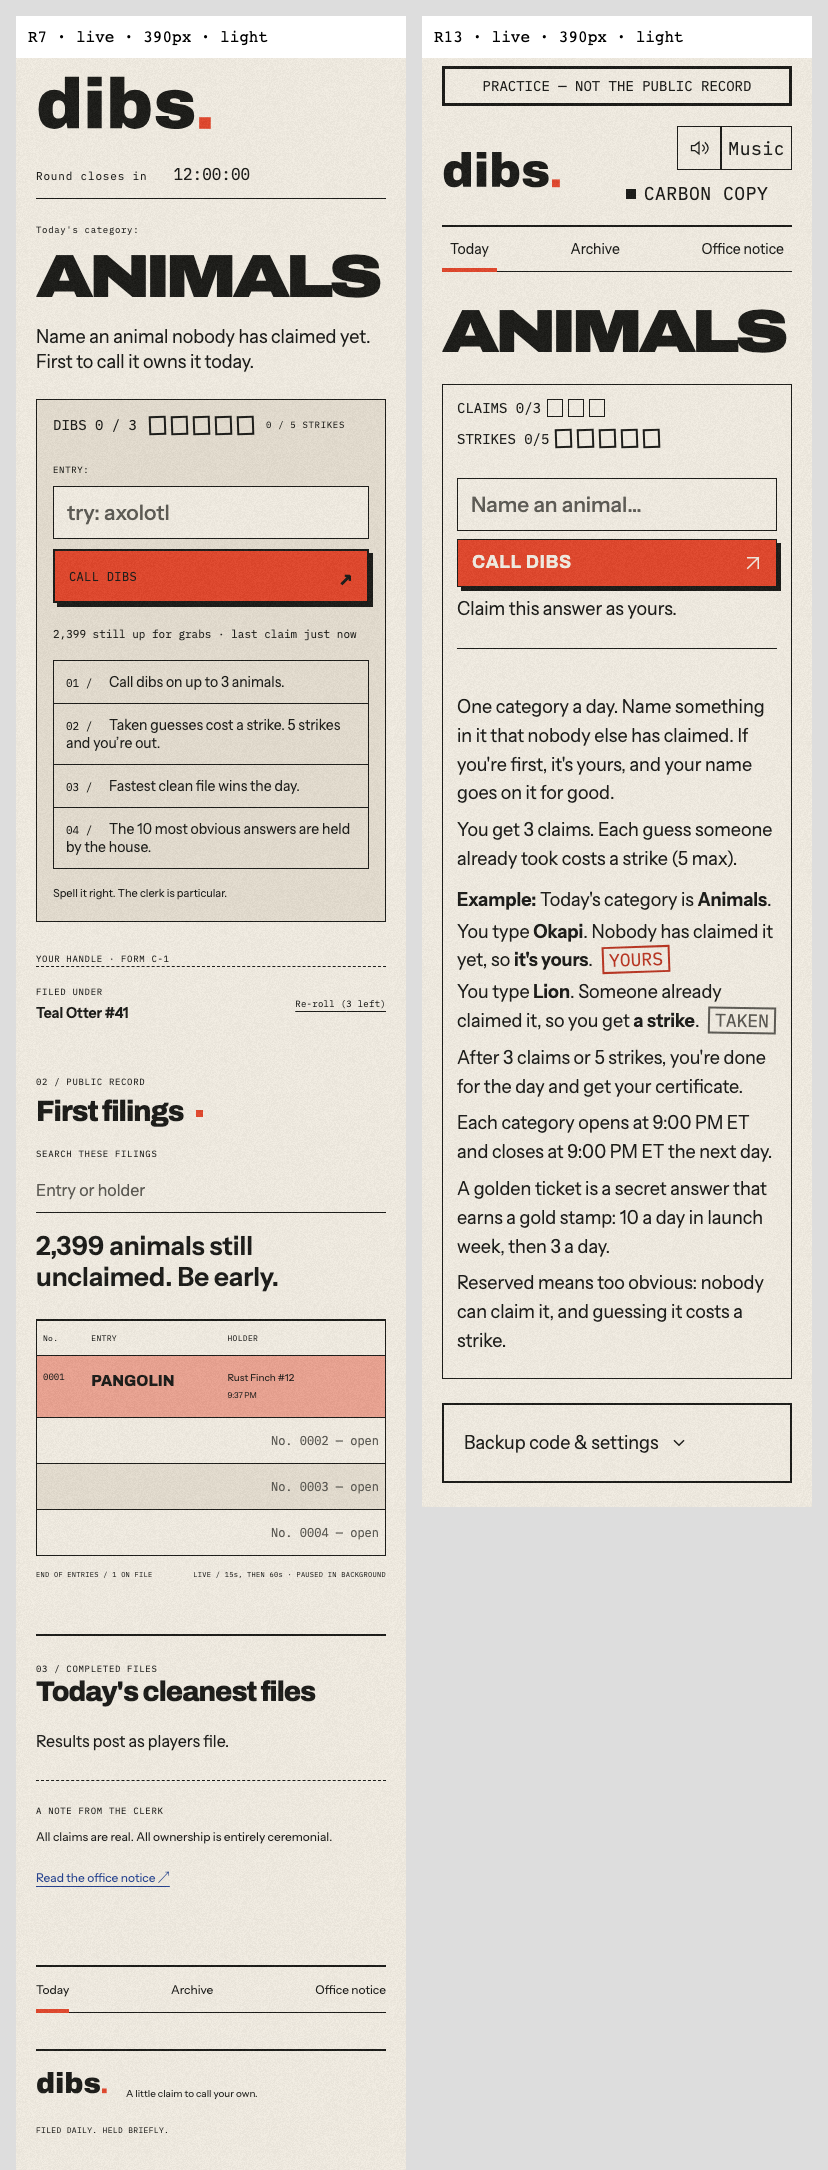 R7 · live · 390px · light
dibs.
Round closes in 12:00:00
Today's category:
ANIMALS
Name an animal nobody has claimed yet.
First to call it owns it today.
DIBS 0 / 3 0 / 5 STRIKES
ENTRY:
try: axolotl
CALL DIBS ↗
2,399 still up for grabs · last claim just now
01 / Call dibs on up to 3 animals.
02 / Taken guesses cost a strike. 5 strikes
and you're out.
03 / Fastest clean file wins the day.
04 / The 10 most obvious answers are held
by the house.
Spell it right. The clerk is particular.
YOUR HANDLE · FORM C-1
FILED UNDER
Teal Otter #41
Re-roll (3 left)
02 / PUBLIC RECORD
First filings
SEARCH THESE FILINGS
Entry or holder
2,399 animals still
unclaimed. Be early.
No. ENTRY HOLDER
0001 PANGOLIN Rust Finch #12
9:37 PM
No. 0002 — open
No. 0003 — open
No. 0004 — open
END OF ENTRIES / 1 ON FILE LIVE / 15s, THEN 60s · PAUSED IN BACKGROUND
03 / COMPLETED FILES
Today's cleanest files
Results post as players file.
A NOTE FROM THE CLERK
All claims are real. All ownership is entirely ceremonial.
Read the office notice ↗
Today Archive Office notice
dibs. A little claim to call your own.
FILED DAILY. HELD BRIEFLY.
R13 · live · 390px · light
PRACTICE — NOT THE PUBLIC RECORD
Music
dibs.
CARBON COPY
Today Archive Office notice
ANIMALS
CLAIMS 0/3
STRIKES 0/5
Name an animal...
CALL DIBS
Claim this answer as yours.
One category a day. Name something
in it that nobody else has claimed. If
you're first, it's yours, and your name
goes on it for good.
You get 3 claims. Each guess someone
already took costs a strike (5 max).
Example: Today's category is Animals.
You type Okapi. Nobody has claimed it
yet, so it's yours. YOURS
You type Lion. Someone already
claimed it, so you get a strike. TAKEN
After 3 claims or 5 strikes, you're done
for the day and get your certificate.
Each category opens at 9:00 PM ET
and closes at 9:00 PM ET the next day.
A golden ticket is a secret answer that
earns a gold stamp: 10 a day in launch
week, then 3 a day.
Reserved means too obvious: nobody
can claim it, and guessing it costs a
strike.
Backup code & settings